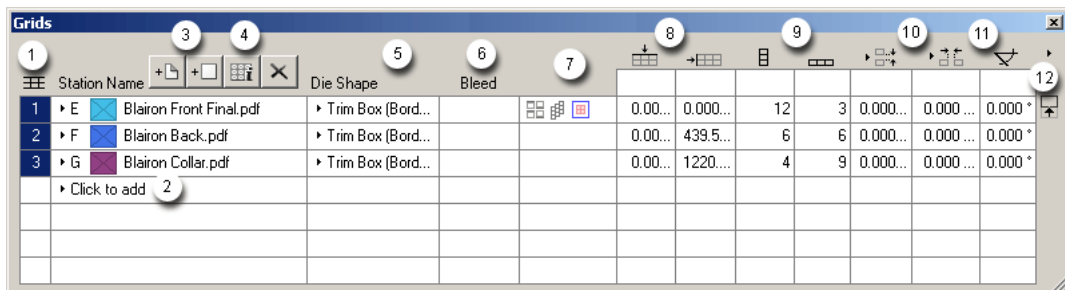 Grids
1 3 4 5 6 7 8 9 10 11 12
Station Name Die Shape Bleed
1 E Blairon Front Final.pdf Trim Box (Bord... 0.00... 0.000... 12 3 0.000... 0.000 ... 0.000 °
2 F Blairon Back.pdf Trim Box (Bord... 0.00... 439.5... 6 6 0.000... 0.000 ... 0.000 °
3 G Blairon Collar.pdf Trim Box (Bord... 0.00... 1220.... 4 9 0.000... 0.000 ... 0.000 °
Click to add 2